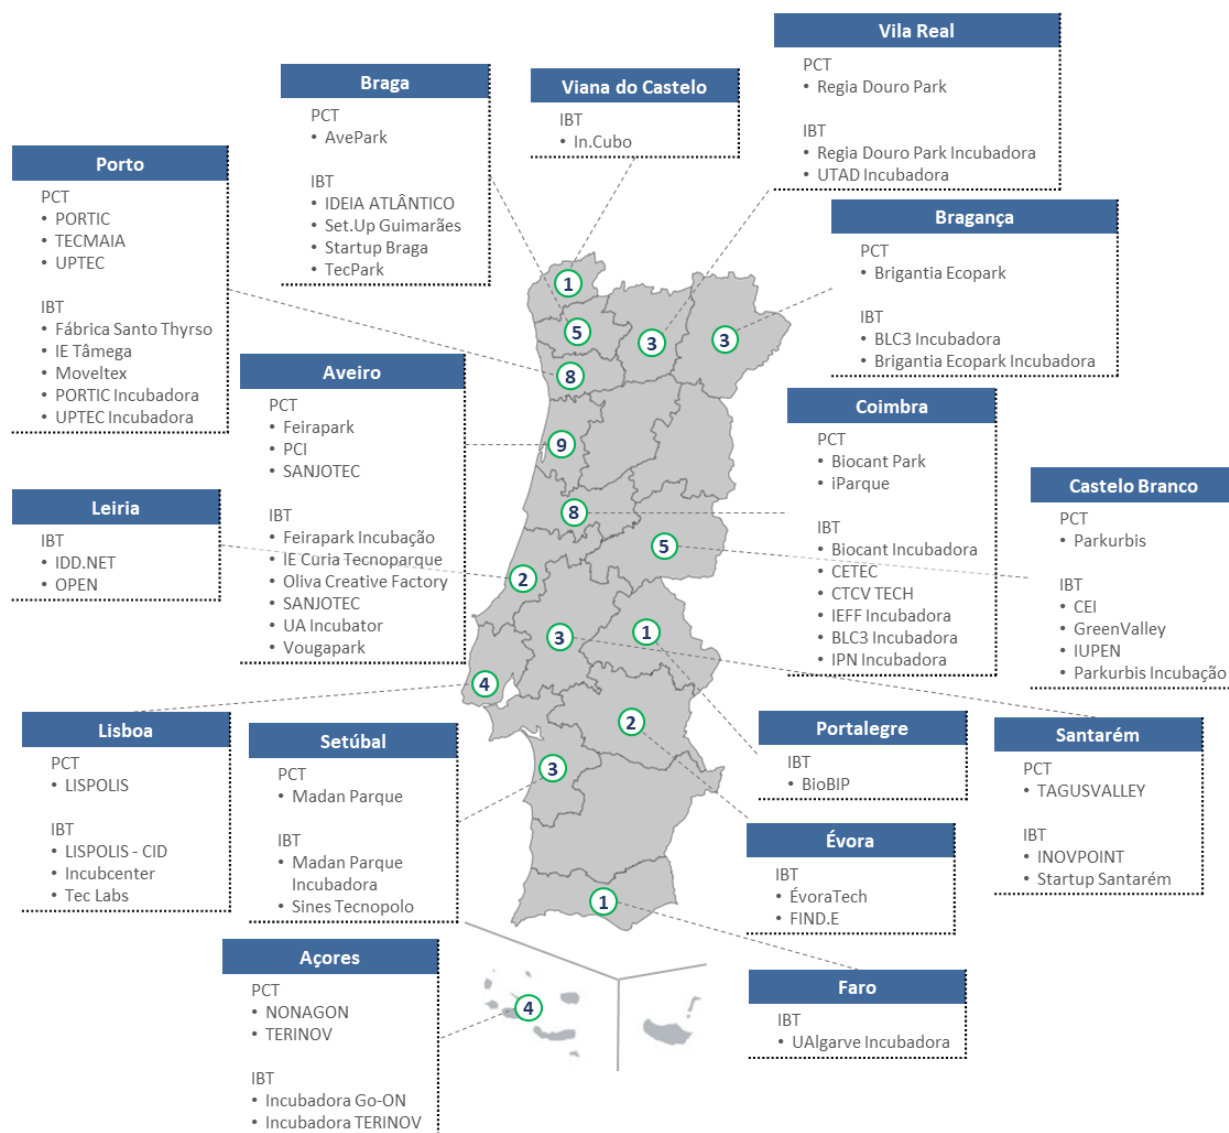 Vila Real
PCT
• Regia Douro Park
IBT
• Regia Douro Park Incubadora
• UTAD Incubadora
Braga
PCT
• AvePark
IBT
• IDEIA ATLÂNTICO
• Set.Up Guimarães
• Startup Braga
• TecPark
Viana do Castelo
IBT
• In.Cubo
Porto
PCT
• PORTIC
• TECMAIA
• UPTEC
IBT
• Fábrica Santo Thyrso
• IE Tâmega
• Moveltex
• PORTIC Incubadora
• UPTEC Incubadora
Bragança
PCT
• Brigantia Ecopark
IBT
• BLC3 Incubadora
• Brigantia Ecopark Incubadora
Aveiro
PCT
• Feirapark
• PCI
• SANJOTEC
IBT
• Feirapark Incubação
• IE Curia Tecnoparque
• Oliva Creative Factory
• SANJOTEC
• UA Incubator
• Vougapark
Coimbra
PCT
• Biocant Park
• iParque
IBT
• Biocant Incubadora
• CETEC
• CTCV TECH
• IEFF Incubadora
• BLC3 Incubadora
• IPN Incubadora
Castelo Branco
PCT
• Parkurbis
IBT
• CEI
• GreenValley
• IUPEN
• Parkurbis Incubação
Leiria
IBT
• IDD.NET
• OPEN
1
5
3
3
8
9
8
5
2
3
1
4
2
3
1
4
Lisboa
PCT
• LISPOLIS
IBT
• LISPOLIS - CID
• Incubcenter
• Tec Labs
Setúbal
PCT
• Madan Parque
IBT
• Madan Parque
Incubadora
• Sines Tecnopolo
Portalegre
IBT
• BioBIP
Santarém
PCT
• TAGUSVALLEY
IBT
• INOVPOINT
• Startup Santarém
Évora
IBT
• ÉvoraTech
• FIND.E
Açores
PCT
• NONAGON
• TERINOV
IBT
• Incubadora Go-ON
• Incubadora TERINOV
Faro
IBT
• UAlgarve Incubadora